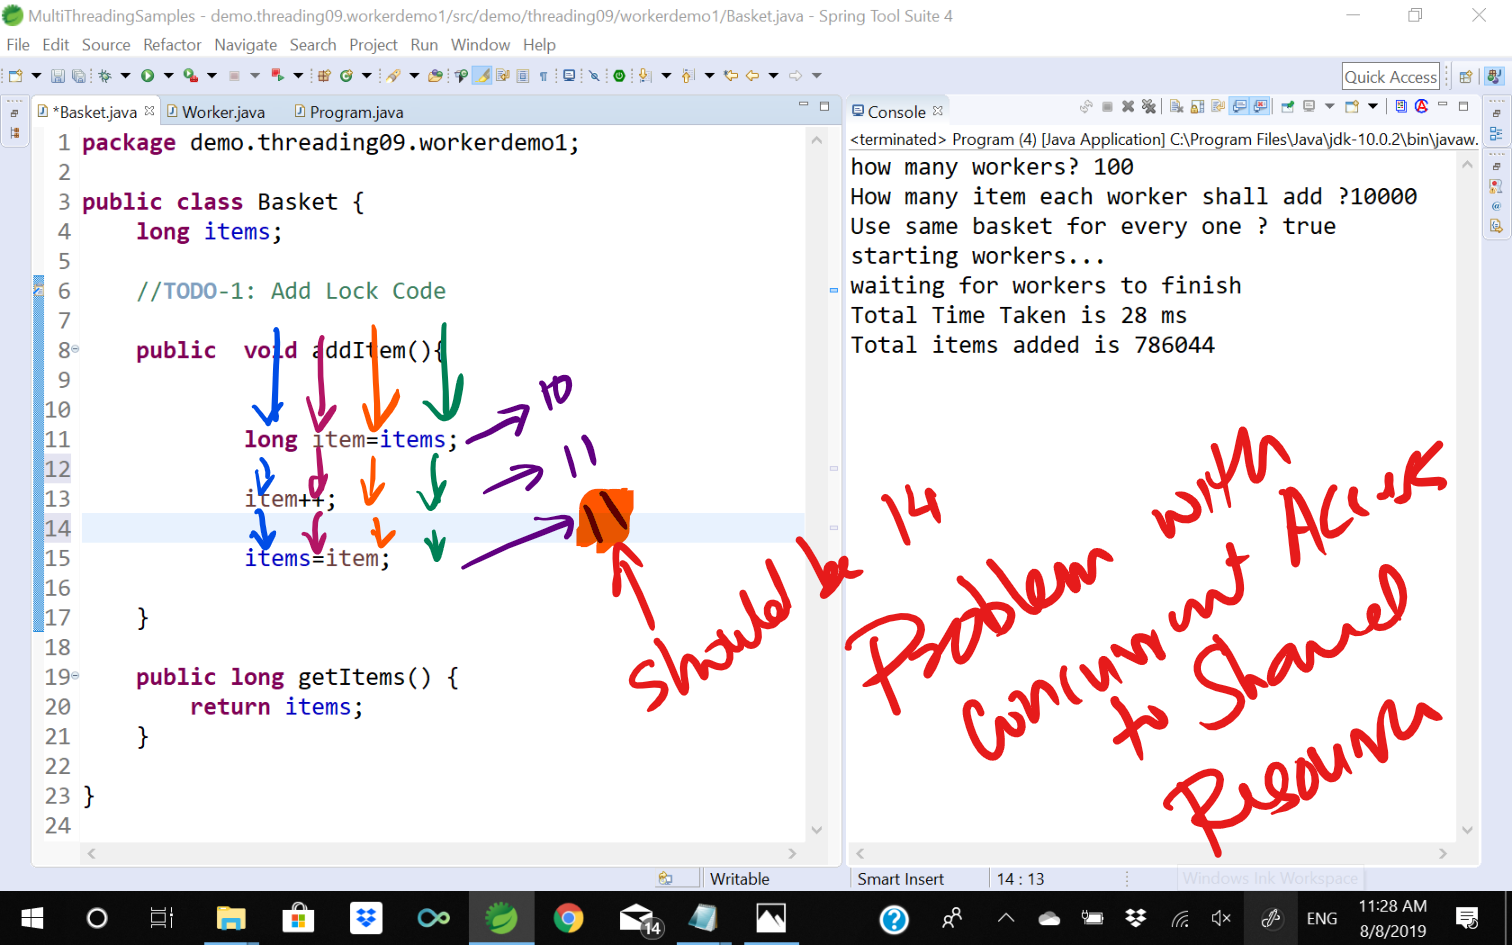 MultiThreadingSamples - demo.threading09.workerdemo1/src/demo/threading09/workerdemo1/Basket.java - Spring Tool Suite 4
File Edit Source Refactor Navigate Search Project Run Window Help
Quick Access
*Basket.java Worker.java Program.java
1 package demo.threading09.workerdemo1;
2
3 public class Basket {
4 long items;
5
6 //TODO-1: Add Lock Code
7
8 public void addItem(){
9
10
11 long item=items;
12
13 item++;
14
15 items=item;
16
17 }
18
19 public long getItems() {
20 return items;
21 }
22
23 }
24
10
11
11
should be 14
Console
<terminated> Program (4) [Java Application] C:\Program Files\Java\jdk-10.0.2\bin\javaw.
how many workers? 100
How many item each worker shall add ?10000
Use same basket for every one ? true
starting workers...
waiting for workers to finish
Total Time Taken is 28 ms
Total items added is 786044
Problem with
Concurrent Access
to Shared
Resource
Writable Smart Insert 14 : 13
Windows Ink Workspace
14
ENG
11:28 AM
8/8/2019